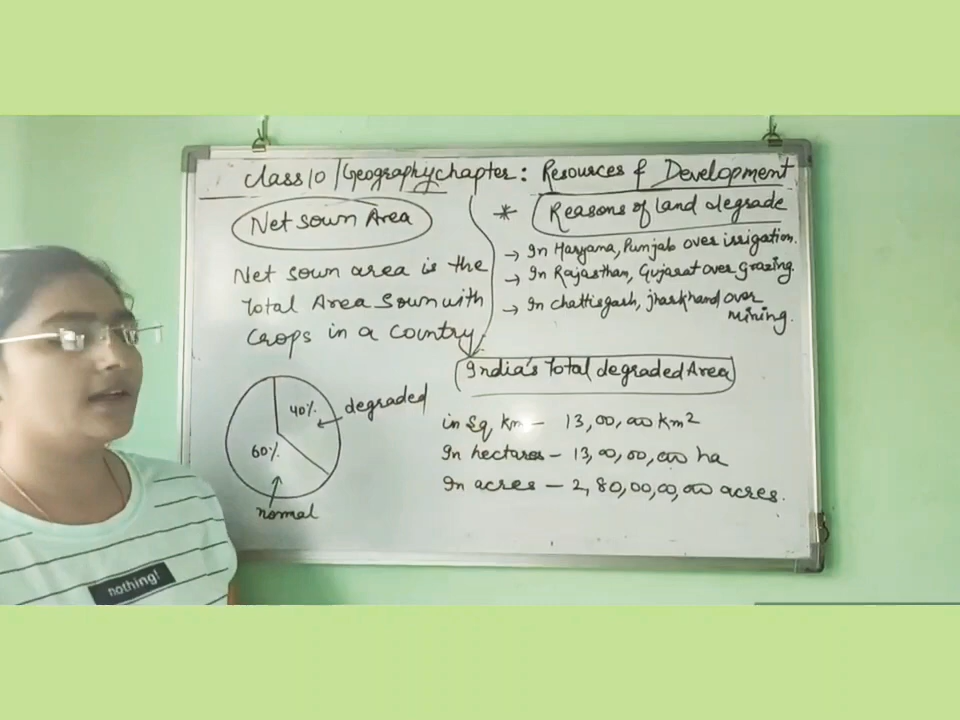 Class 10 / Geography chapter : Resources & Development
Net sown Area
Net sown area is the
total Area sown with
crops in a country
40%
degraded
60%
normal
* Reasons of land degrade
→ In Haryana, Punjab over irrigation.
→ In Rajasthan, Gujarat over grazing.
→ In chattisgarh, jharkhand over
mining.
India's total degraded Area
in Sq km - 13,00,000 km²
In hectares - 13,00,00,000 ha
In acres - 2,80,00,00,000 acres.
nothing!